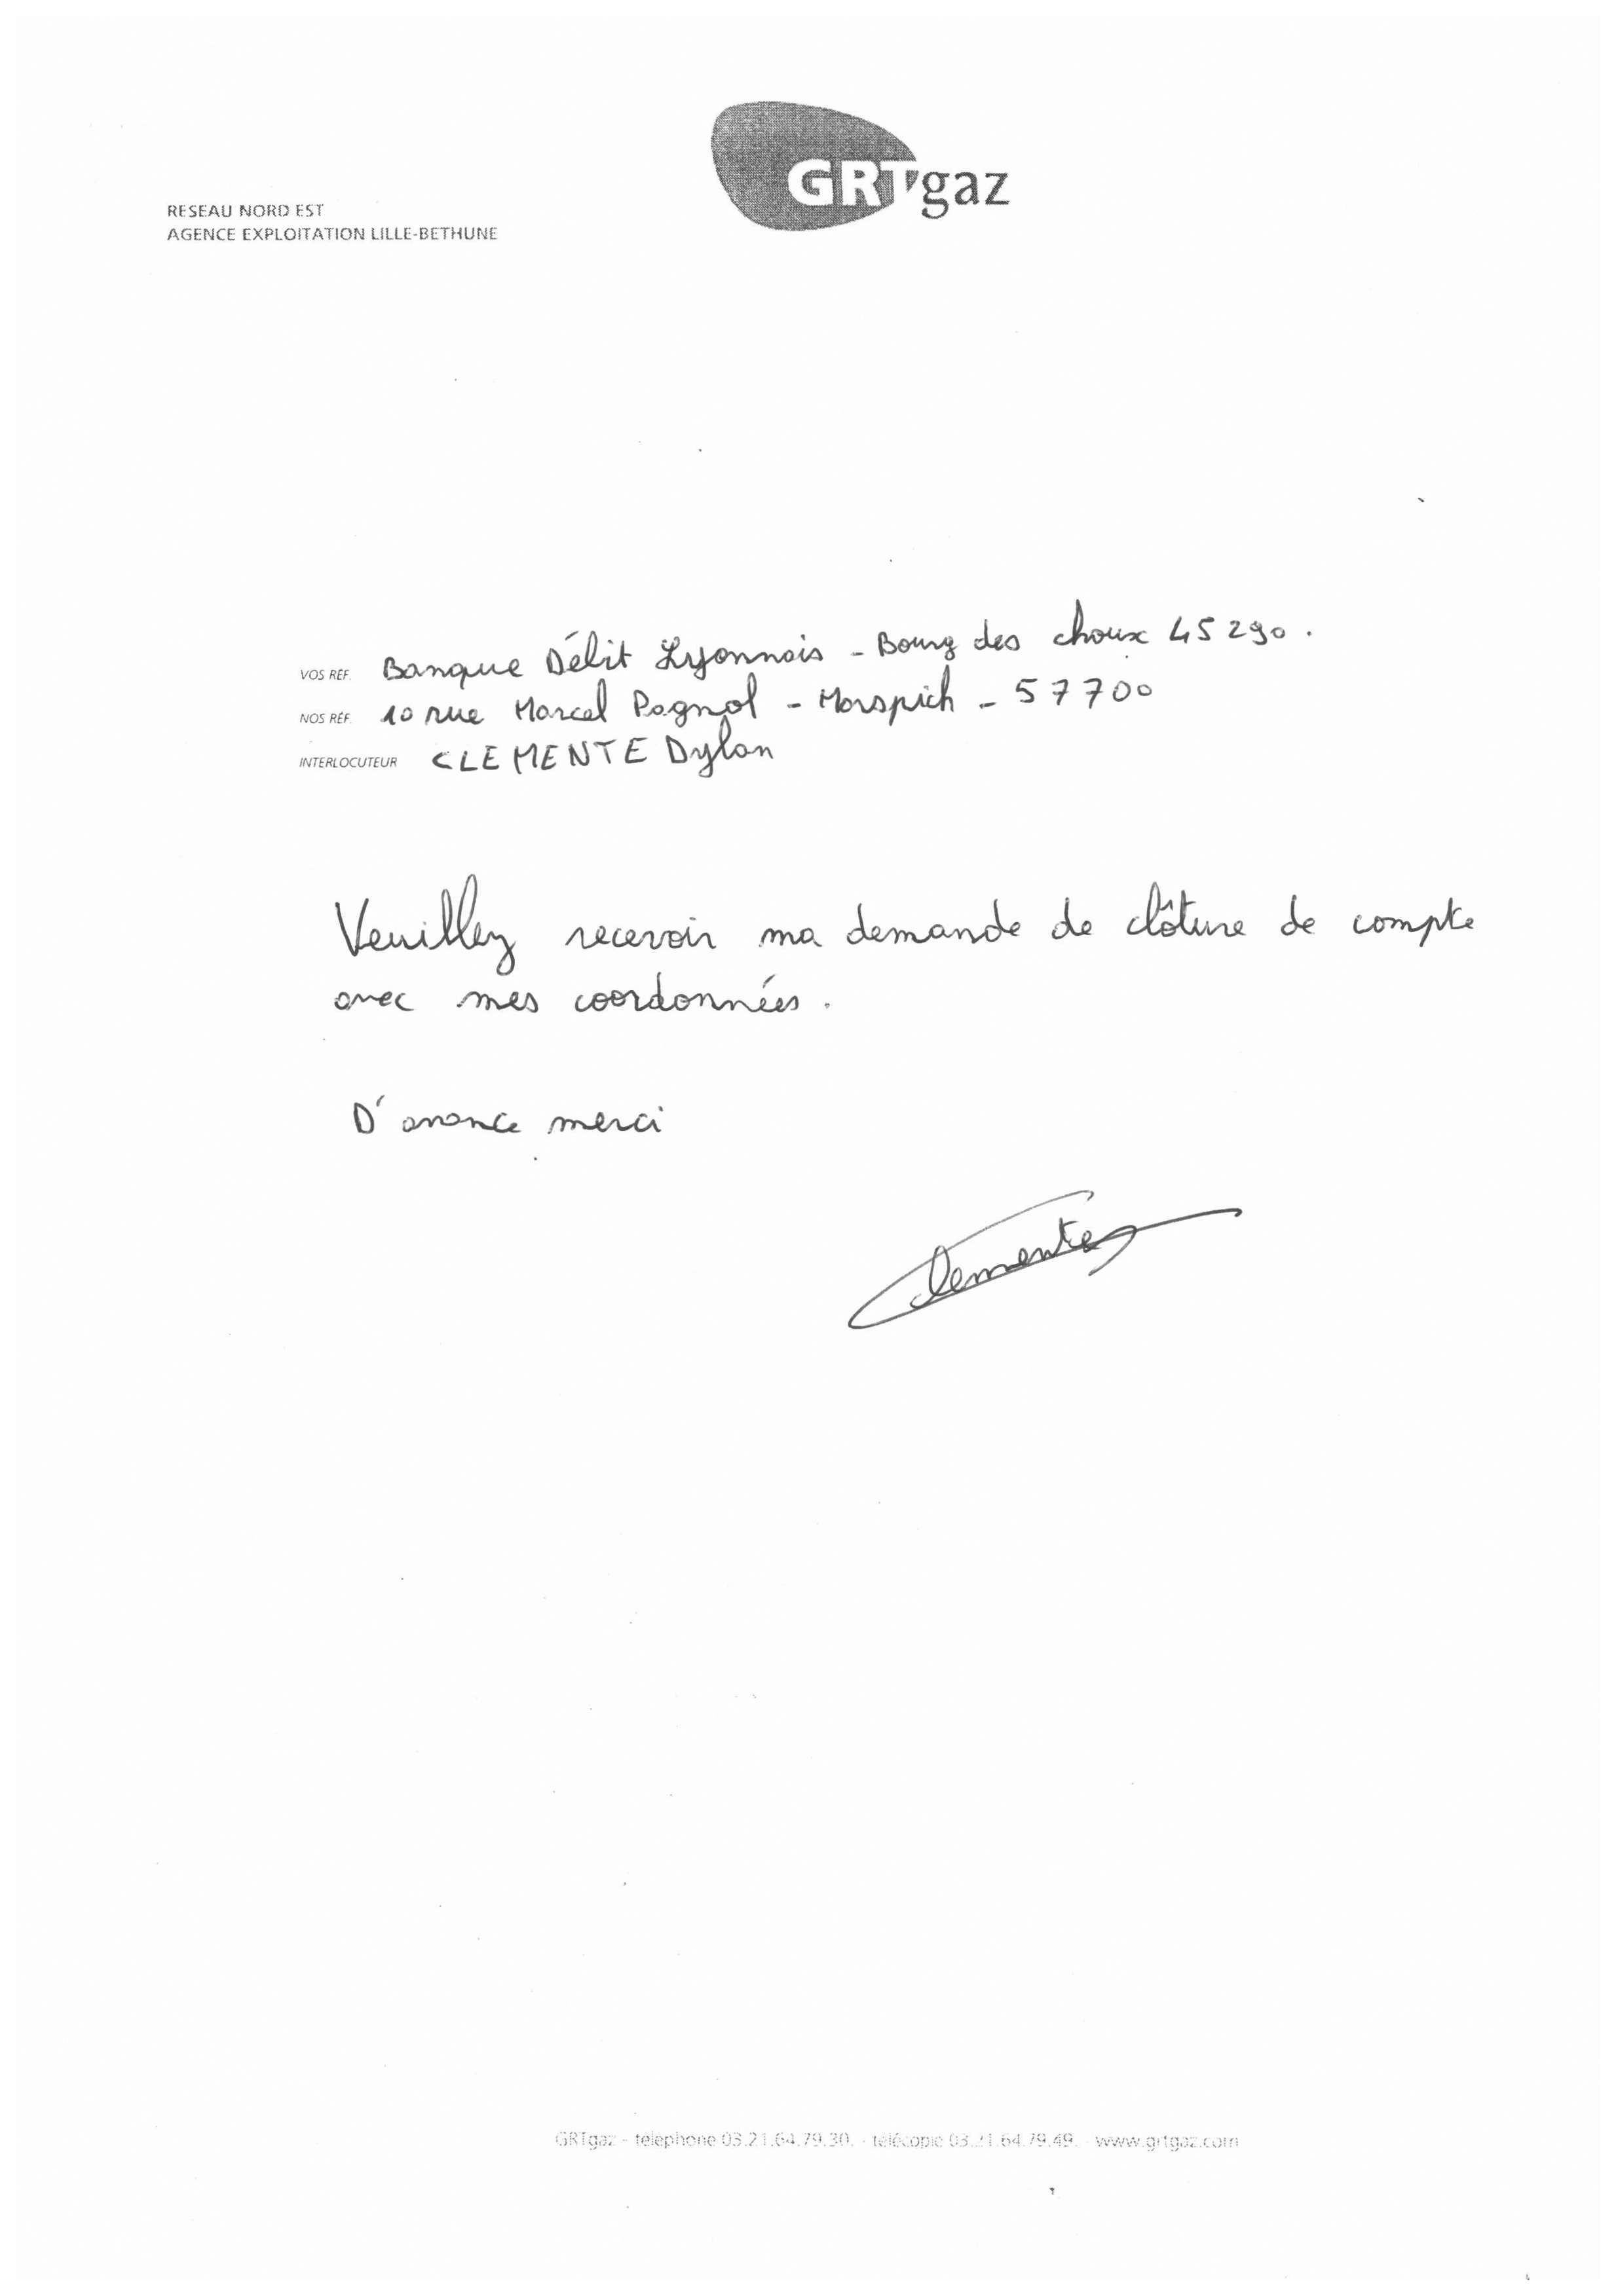 GRTgaz
RESEAU NORD EST
AGENCE EXPLOITATION LILLE-BETHUNE
VOS RÉF. Banque Délit Lyonnais - Bourg des choux 45290.
NOS RÉF. 10 rue Marcel Pagnol - Marspich - 57700
INTERLOCUTEUR CLEMENTE Dylan
Veuillez recevoir ma demande de clôture de compte
avec mes coordonnées.
D'avance merci
Clemente
GRTgaz - téléphone 03.21.64.79.30. - télécopie 03.21.64.79.49. - www.grtgaz.com